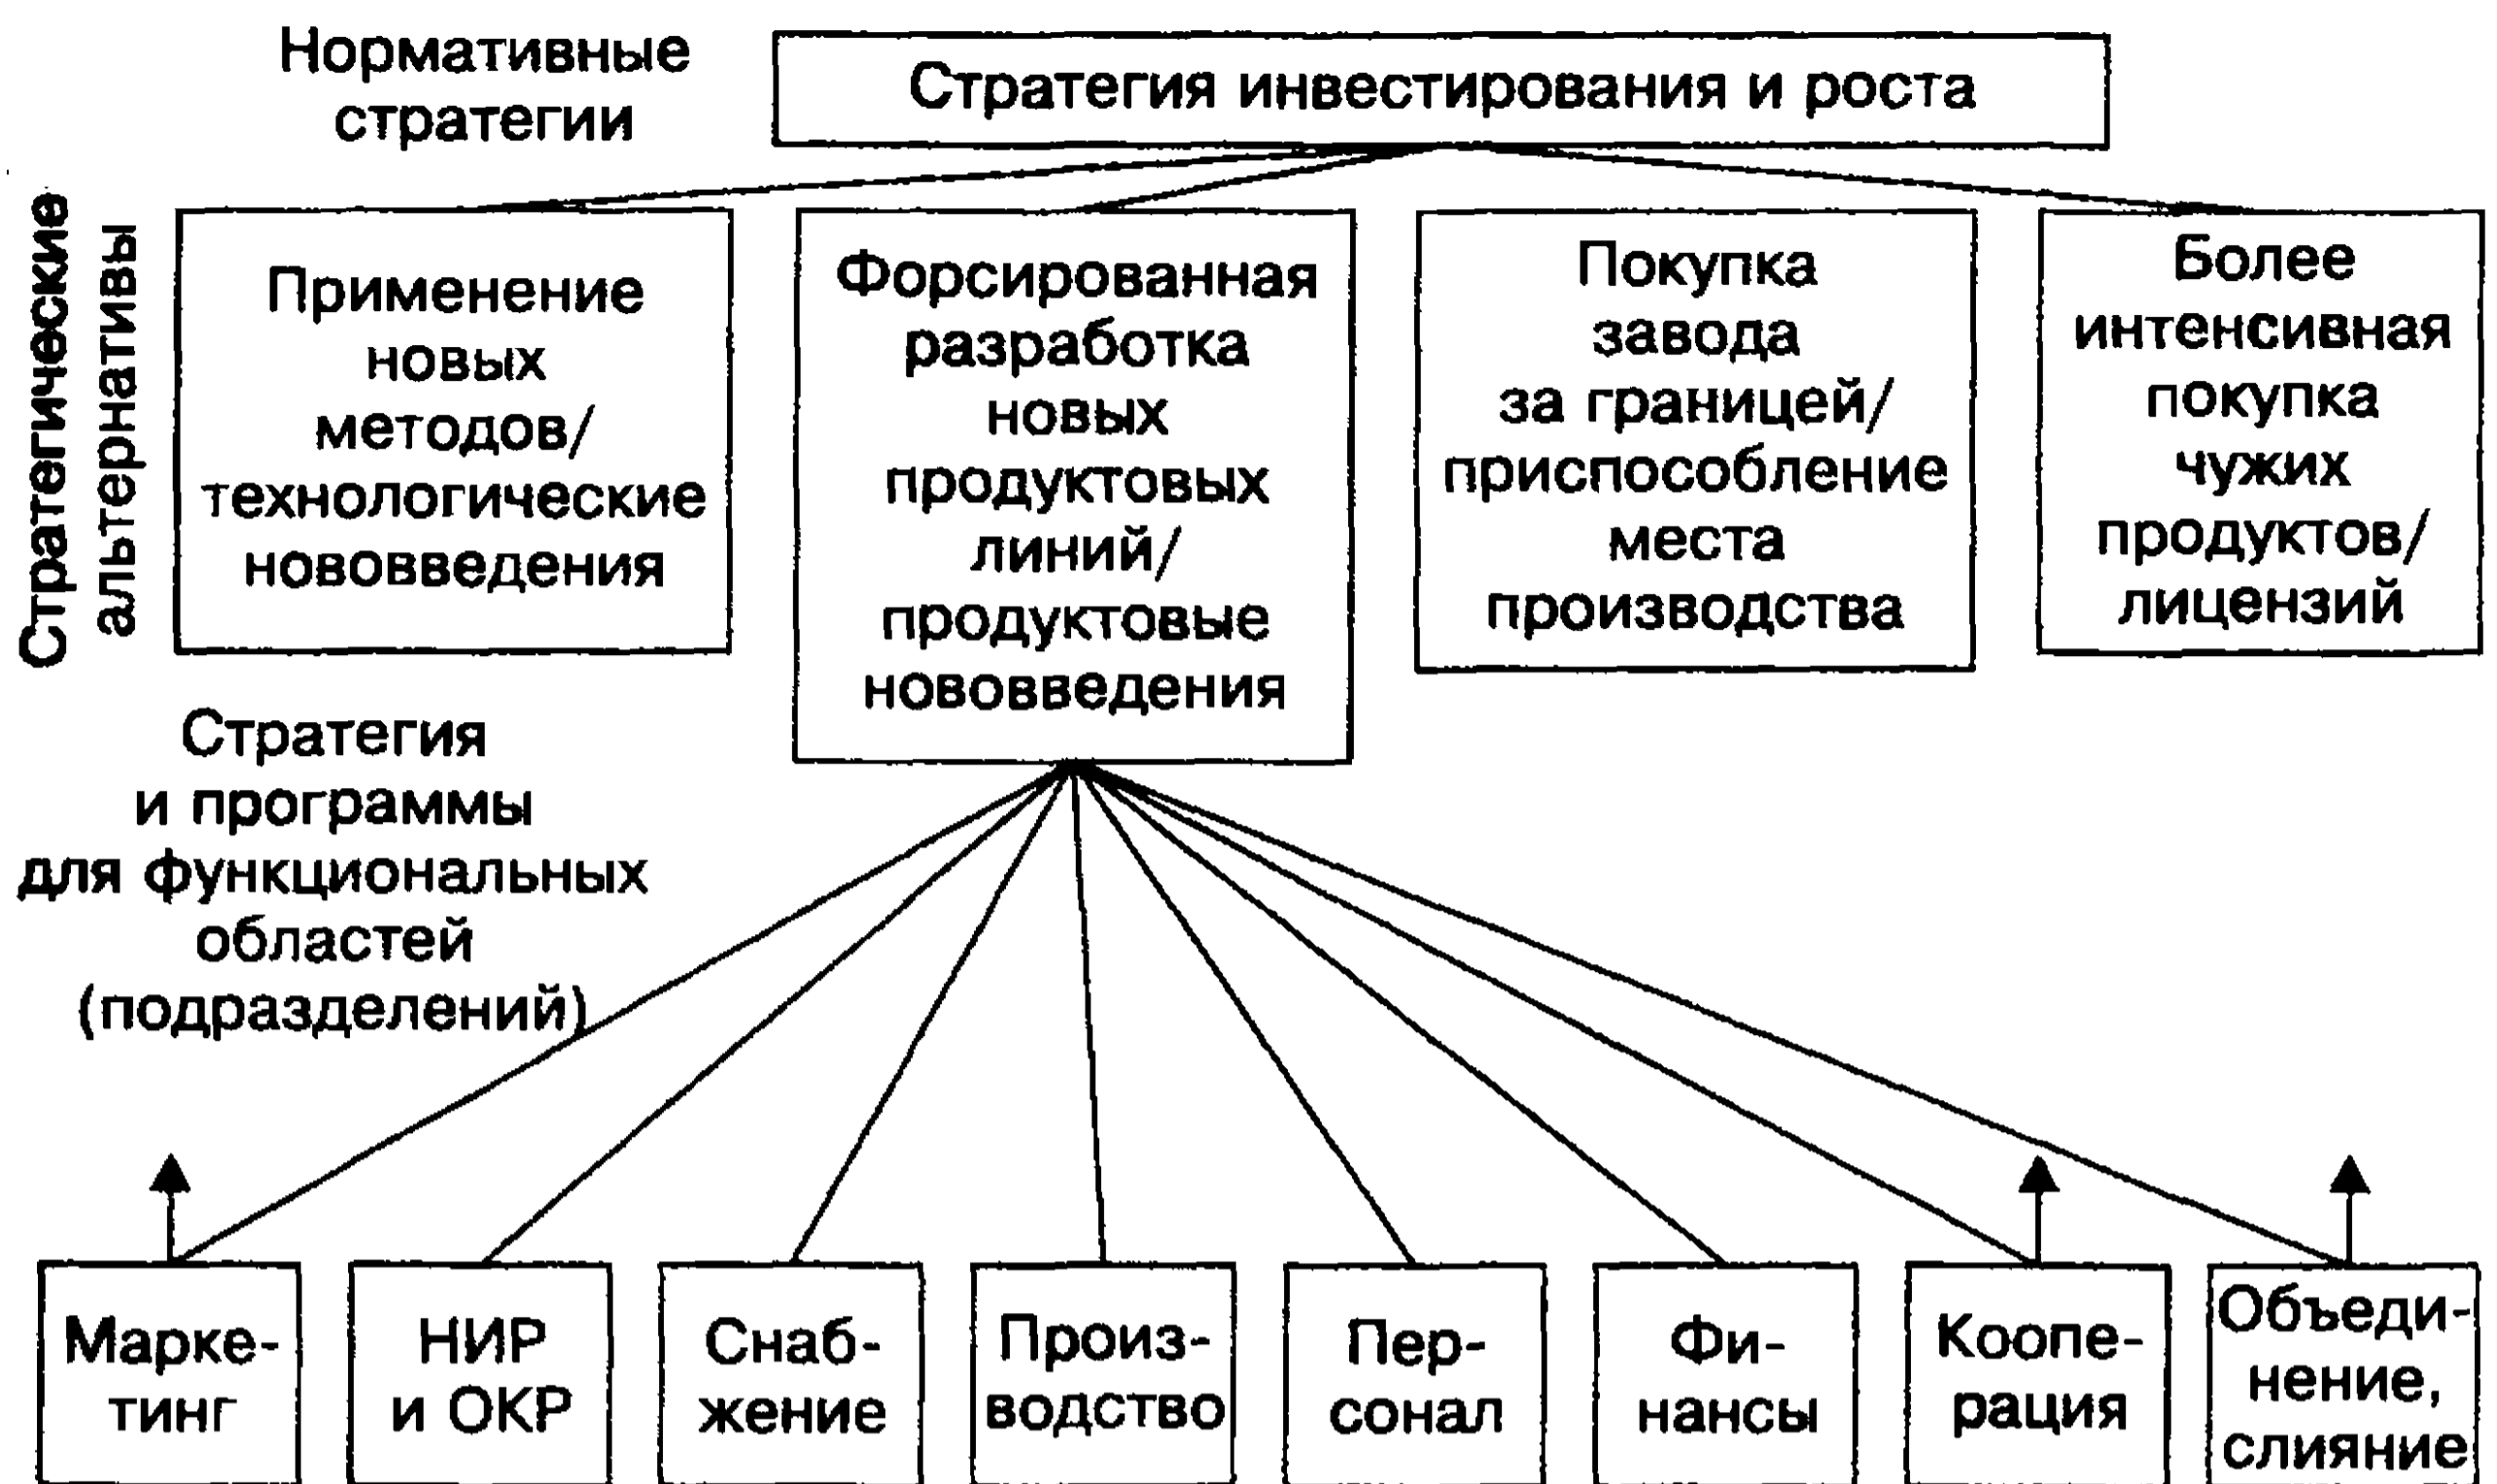 Нормативные
стратегии
Стратегия инвестирования и роста
Стратегические
альтернативы
Применение
новых
методов/
технологические
нововведения
Форсированная
разработка
новых
продуктовых
линий/
продуктовые
нововведения
Покупка
завода
за границей/
приспособление
места
производства
Более
интенсивная
покупка
чужих
продуктов/
лицензий
Стратегия
и программы
для функциональных
областей
(подразделений)
Марке-
тинг
НИР
и ОКР
Снаб-
жение
Произ-
водство
Пер-
сонал
Фи-
нансы
Коопе-
рация
Объеди-
нение,
слияние